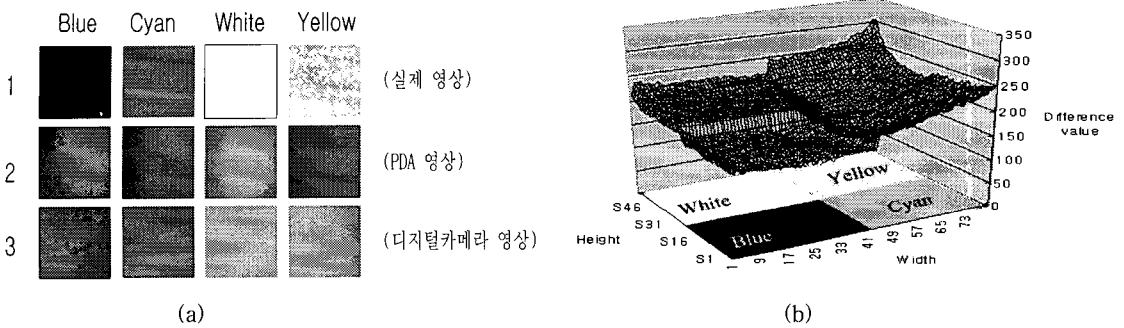 Blue Cyan White Yellow
1 (실제 영상)
2 (PDA 영상)
3 (디지털카메라 영상)
(a)
350
300
250
200
150
100
50
0
Difference value
White Yellow
Blue Cyan
S46
S31
S16
S1
Height
1 9 17 25 33 41 49 57 65 73
Width
(b)